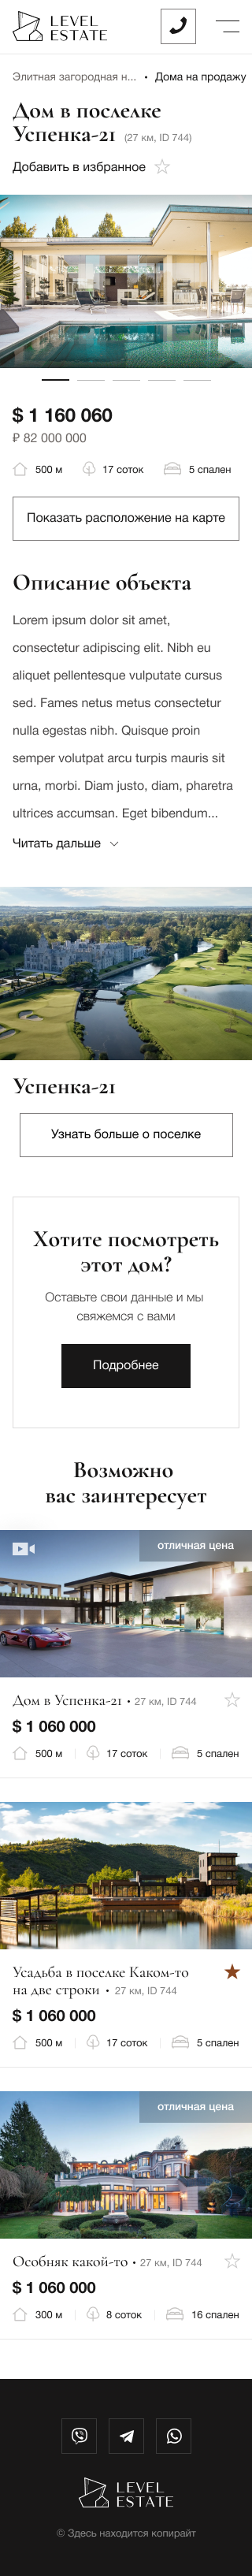 LEVEL
ESTATE
Элитная загородная н... • Дома на продажу
Дом в поселке
Успенка-21 (27 км, ID 744)
Добавить в избранное
$ 1 160 060
₽ 82 000 000
500 м 17 соток 5 спален
Показать расположение на карте
Описание объекта
Lorem ipsum dolor sit amet,
consectetur adipiscing elit. Nibh eu
aliquet pellentesque vulputate cursus
sed. Fames netus metus consectetur
nulla egestas nibh. Quisque proin
semper volutpat arcu turpis mauris sit
urna, morbi. Diam justo, diam, pharetra
ultrices accumsan. Eget bibendum...
Читать дальше
Успенка-21
Узнать больше о поселке
Хотите посмотреть
этот дом?
Оставьте свои данные и мы
свяжемся с вами
Подробнее
Возможно
вас заинтересует
отличная цена
Дом в Успенка-21 • 27 км, ID 744
$ 1 060 000
500 м 17 соток 5 спален
Усадьба в поселке Каком-то
на две строки • 27 км, ID 744
$ 1 060 000
500 м 17 соток 5 спален
отличная цена
Особняк какой-то • 27 км, ID 744
$ 1 060 000
300 м 8 соток 16 спален
LEVEL
ESTATE
© Здесь находится копирайт